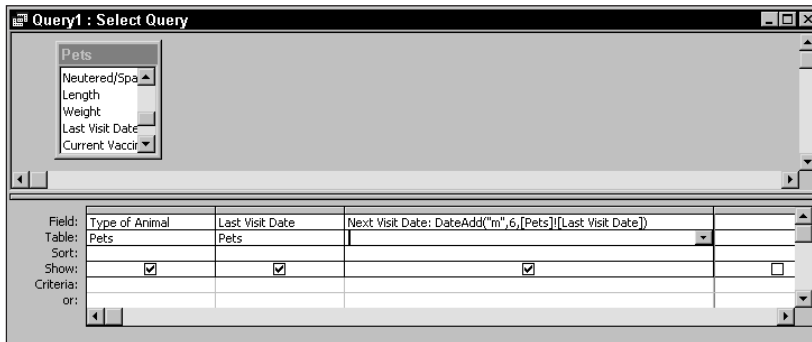 Query1 : Select Query
Pets
Neutered/Spa
Length
Weight
Last Visit Date
Current Vaccin
Field: Type of Animal Last Visit Date Next Visit Date: DateAdd("m",6,[Pets]![Last Visit Date])
Table: Pets Pets
Sort:
Show:
Criteria:
or: